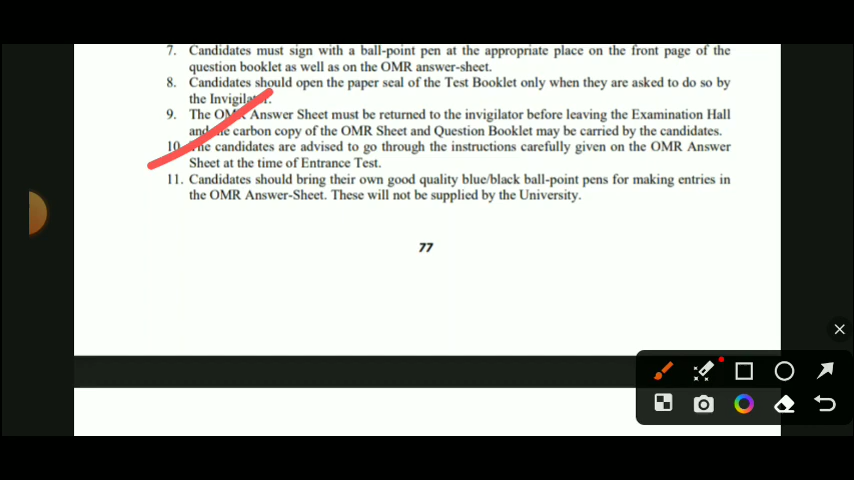 7. Candidates must sign with a ball-point pen at the appropriate place on the front page of the
question booklet as well as on the OMR answer-sheet.
8. Candidates should open the paper seal of the Test Booklet only when they are asked to do so by
the Invigilator.
9. The OMR Answer Sheet must be returned to the invigilator before leaving the Examination Hall
and the carbon copy of the OMR Sheet and Question Booklet may be carried by the candidates.
10. The candidates are advised to go through the instructions carefully given on the OMR Answer
Sheet at the time of Entrance Test.
11. Candidates should bring their own good quality blue/black ball-point pens for making entries in
the OMR Answer-Sheet. These will not be supplied by the University.
77